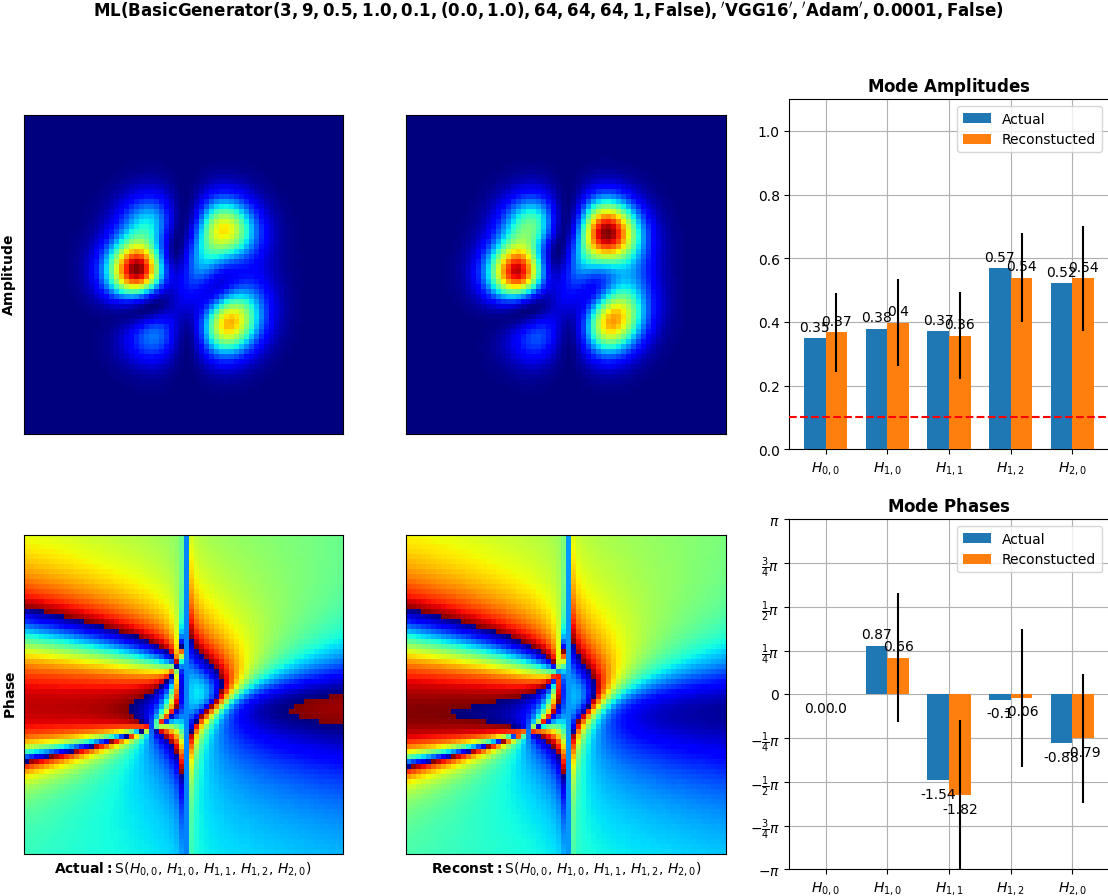 ML(BasicGenerator(3, 9, 0.5, 1.0, 0.1, (0.0, 1.0), 64, 64, 64, 1, False), ′VGG16′, ′Adam′, 0.0001, False)
Amplitude
Mode Amplitudes
Actual
Reconstucted
1.0
0.8
0.6
0.4
0.2
0.0
0.35 0.37 0.38 0.4 0.37 0.36 0.57 0.54 0.52 0.54
H0, 0 H1, 0 H1, 1 H1, 2 H2, 0
Phase
Actual: S(H0, 0, H1, 0, H1, 1, H1, 2, H2, 0)
Reconst: S(H0, 0, H1, 0, H1, 1, H1, 2, H2, 0)
Mode Phases
Actual
Reconstucted
π
3/4π
1/2π
1/4π
0
−1/4π
−1/2π
−3/4π
−π
0.0 0.0 0.87 0.66 -1.54 -1.82 -0.1 -0.06 -0.88 -0.79
H0, 0 H1, 0 H1, 1 H1, 2 H2, 0